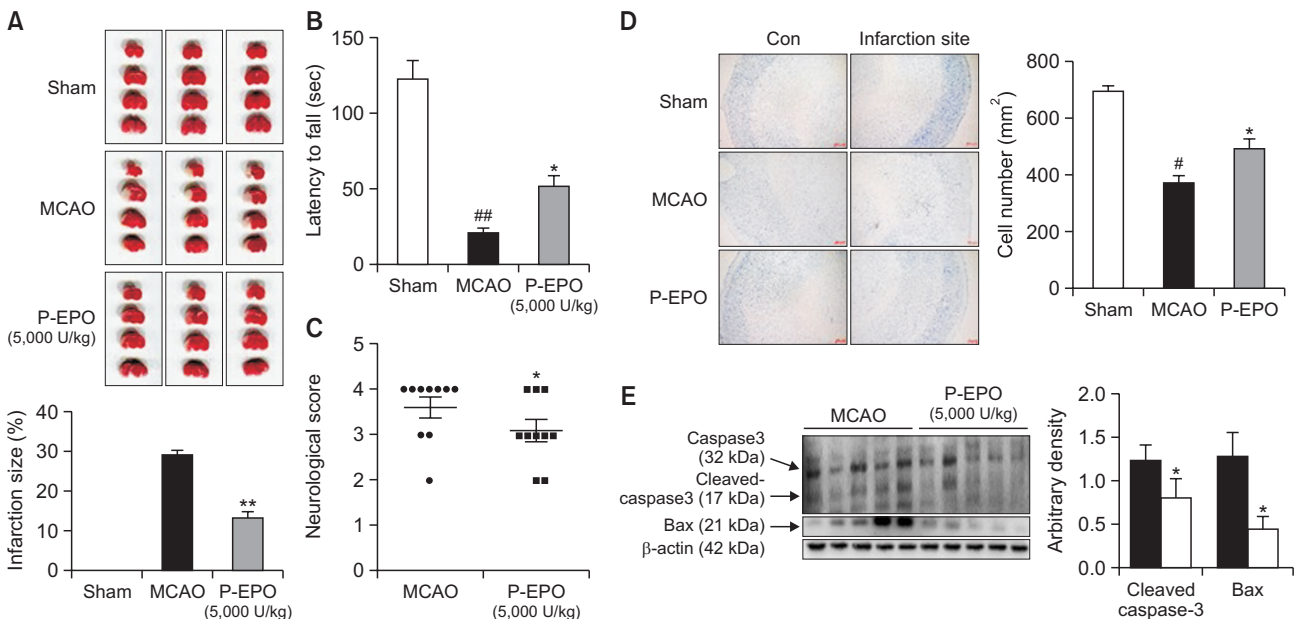 A
Sham
MCAO
P-EPO
(5,000 U/kg)
Infarction size (%)
40
30
20
10
0
**
Sham
MCAO
P-EPO
(5,000 U/kg)
B
Latency to fall (sec)
150
100
50
0
##
*
Sham
MCAO
P-EPO
(5,000 U/kg)
C
Neurological score
5
4
3
2
1
0
*
MCAO
P-EPO
(5,000 U/kg)
D
Con
Infarction site
Sham
MCAO
P-EPO
Cell number (mm²)
800
600
400
200
0
#
*
Sham
MCAO
P-EPO
E
MCAO
P-EPO
(5,000 U/kg)
Caspase3
(32 kDa)
Cleaved-
caspase3 (17 kDa)
Bax (21 kDa)
β-actin (42 kDa)
Arbitrary density
2.0
1.5
1.0
0.5
0.0
*
*
Cleaved
caspase-3
Bax